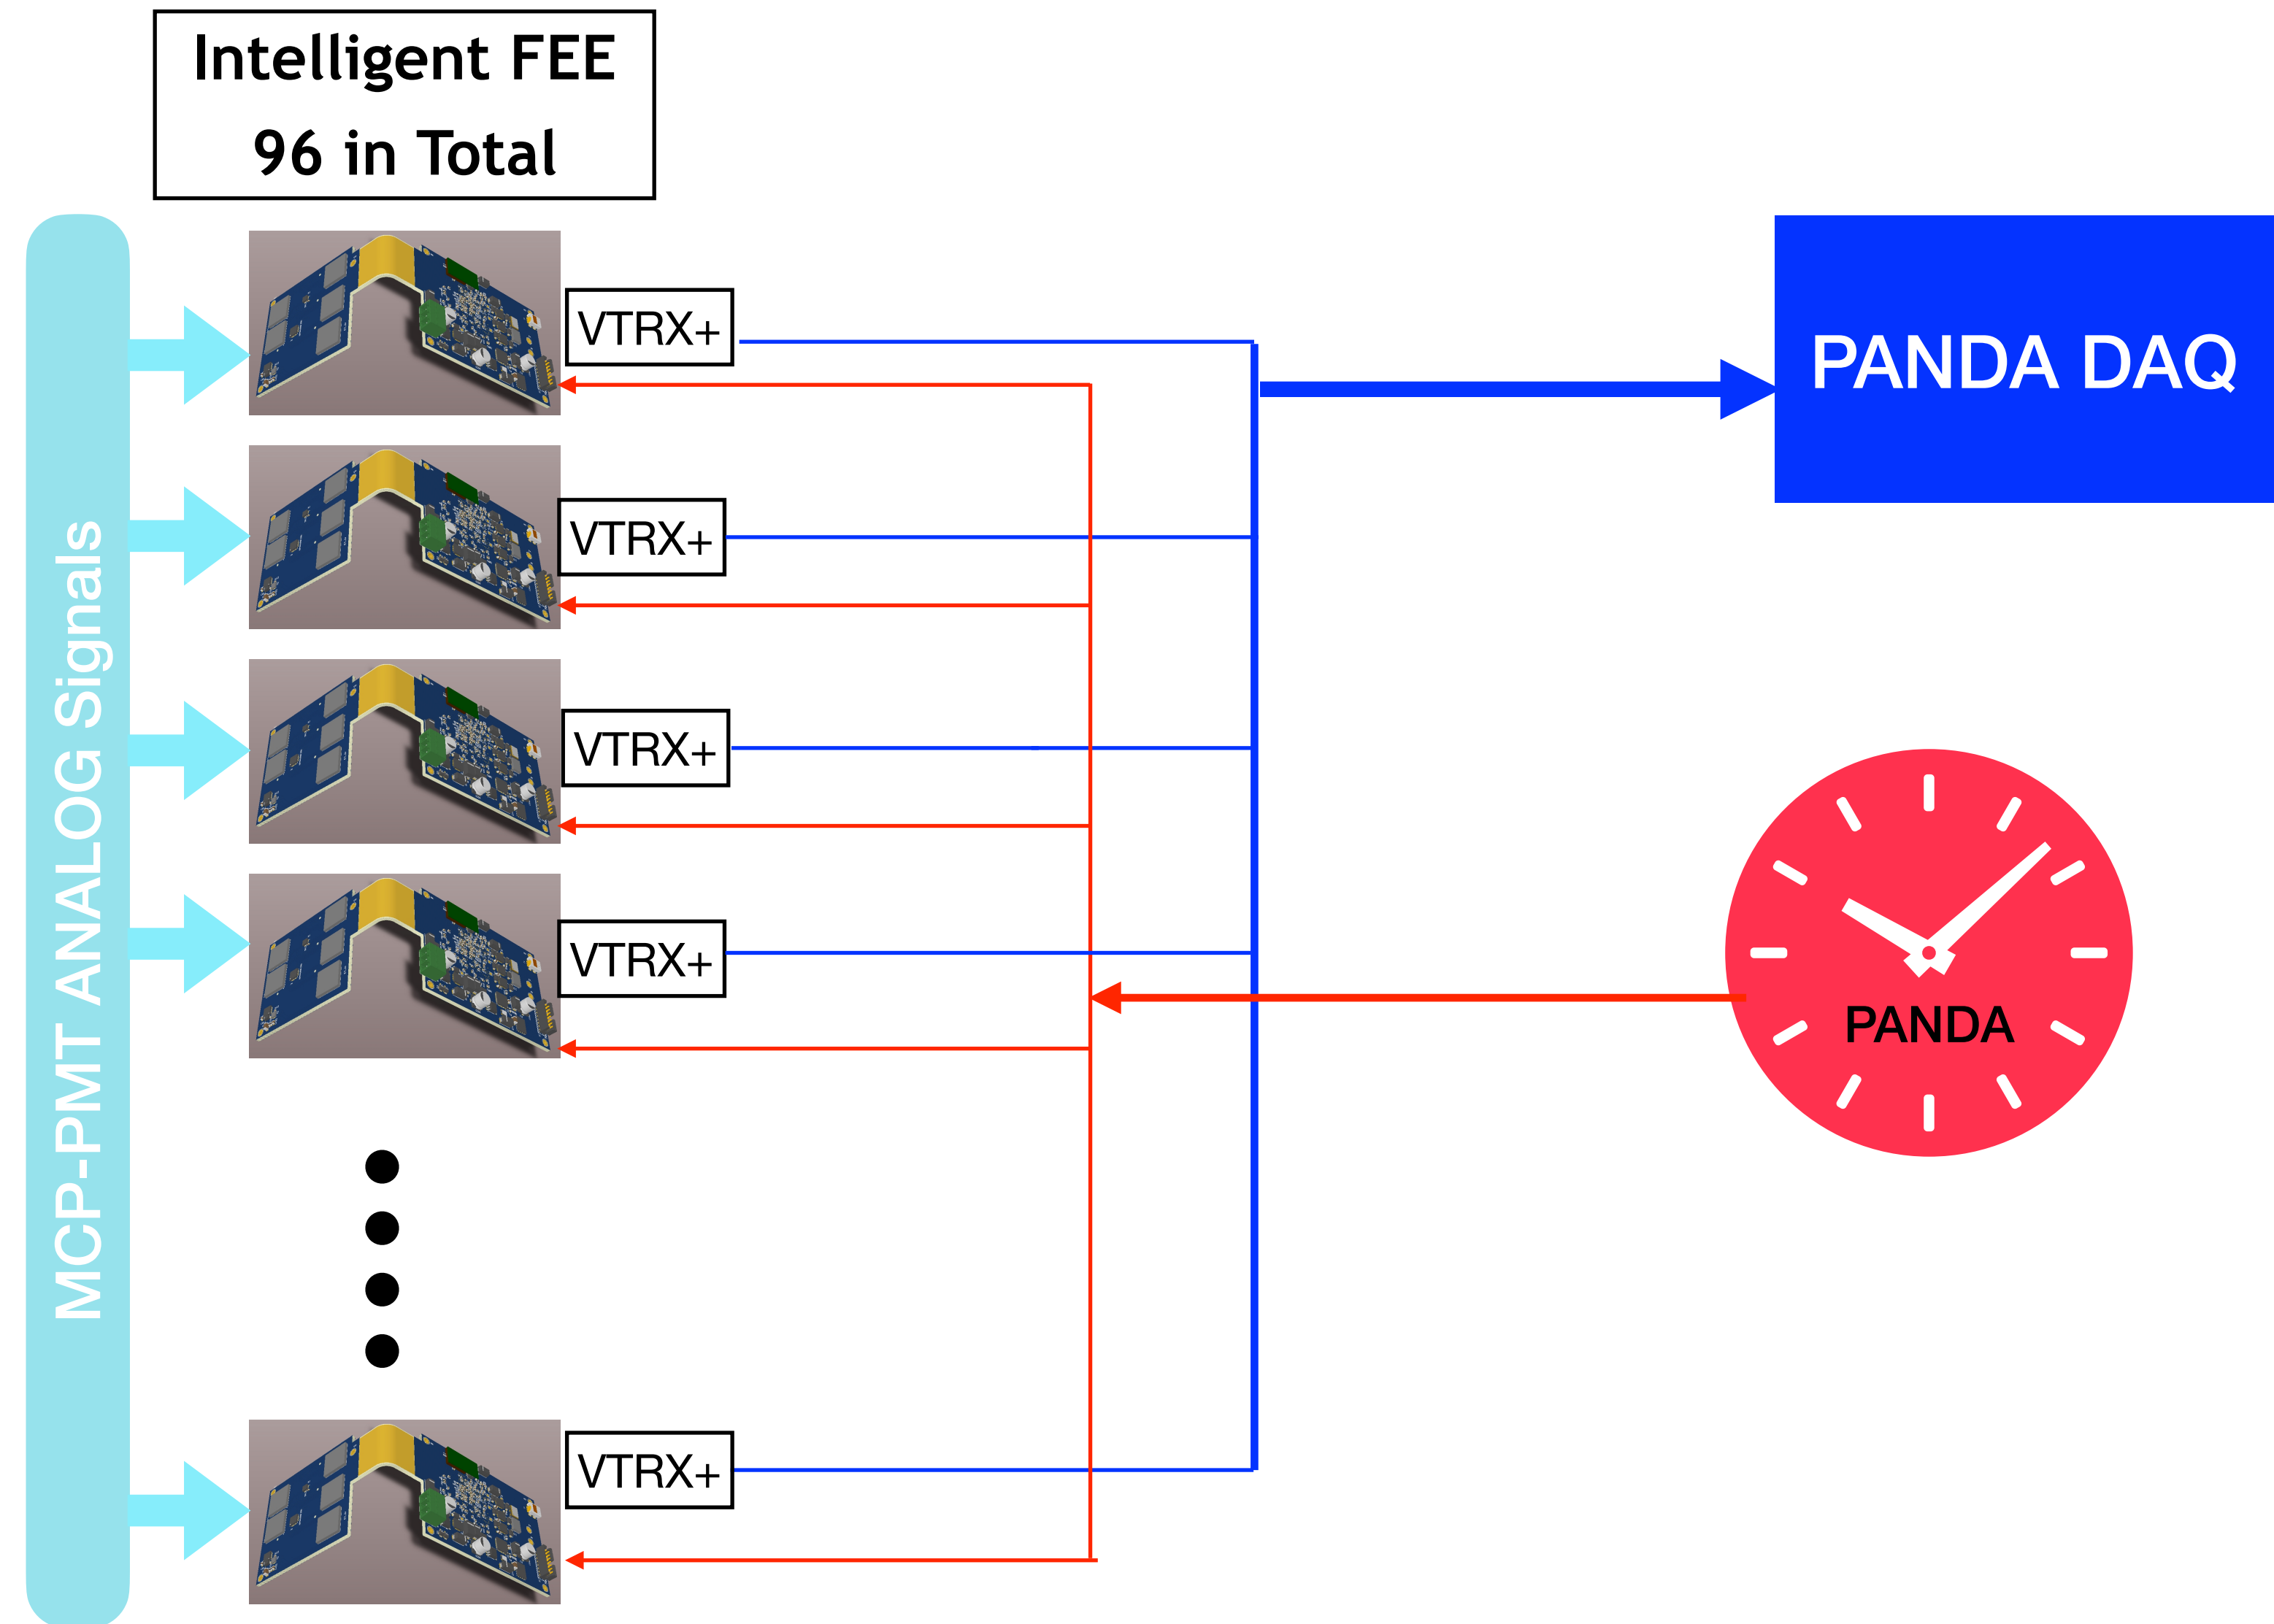 Intelligent FEE
96 in Total
MCP-PMT ANALOG Signals
VTRX+
PANDA DAQ
VTRX+
VTRX+
VTRX+
PANDA
VTRX+